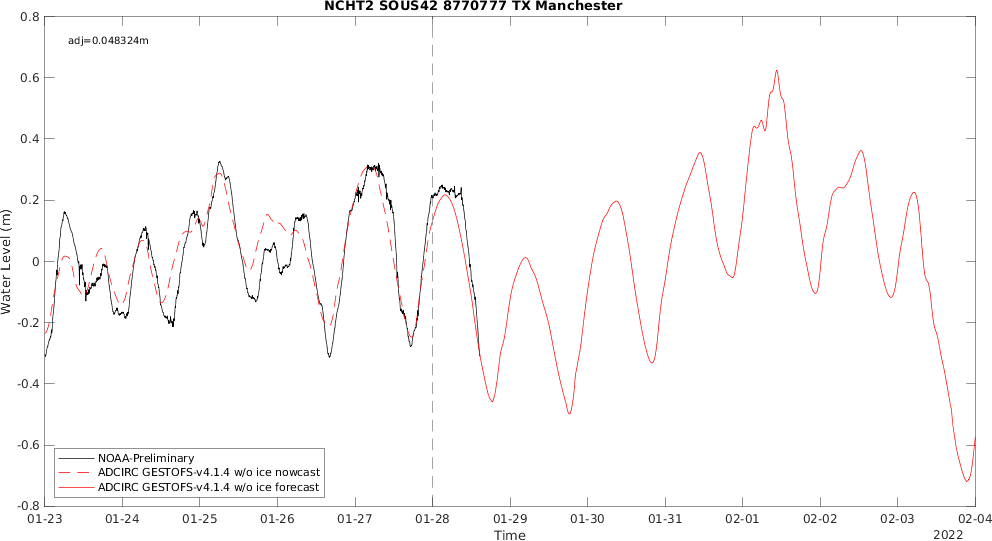 NCHT2 SOUS42 8770777 TX Manchester
adj=0.048324m
0.8
0.6
0.4
0.2
0
-0.2
-0.4
-0.6
-0.8
Water Level (m)
NOAA-Preliminary
ADCIRC GESTOFS-v4.1.4 w/o ice nowcast
ADCIRC GESTOFS-v4.1.4 w/o ice forecast
01-23 01-24 01-25 01-26 01-27 01-28 01-29 01-30 01-31 02-01 02-02 02-03 02-04
Time
2022